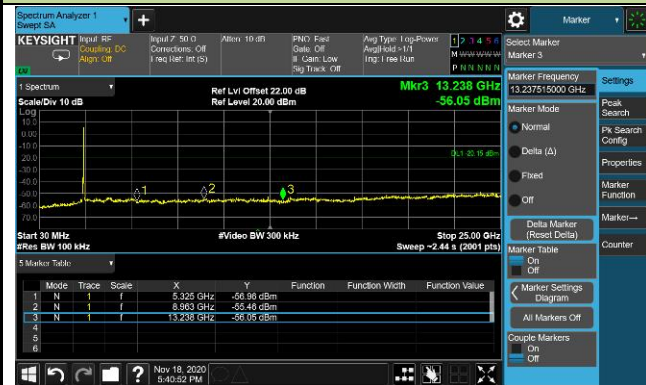 Spectrum Analyzer 1
Swept SA
Marker
KEYSIGHT
Input: RF
Coupling: DC
Align: Off
Input Z: 50 Ω
Corrections: Off
Freq Ref: Int (S)
Atten: 10 dB
PNO: Fast
Gate: Off
IF Gain: Low
Sig Track: Off
Avg Type: Log-Power
Avg|Hold:>1/1
Trig: Free Run
1 2 3 4 5 6
M W W W W W
P N N N N N
Select Marker
Marker 3
1 Spectrum
Scale/Div 10 dB
Log
Ref Lvl Offset 22.00 dB
Ref Level 20.00 dBm
Mkr3 13.238 GHz
-56.05 dBm
10.0
0.00
-10.0
-20.0
-30.0
-40.0
-50.0
-60.0
-70.0
DL1 -20.15 dBm
1
2
3
Start 30 MHz
#Res BW 100 kHz
#Video BW 300 kHz
Stop 25.00 GHz
Sweep ~2.44 s (2001 pts)
5 Marker Table
Mode Trace Scale X Y Function Function Width Function Value
1 N 1 f 5.325 GHz -56.96 dBm
2 N 1 f 8.963 GHz -55.46 dBm
3 N 1 f 13.238 GHz -56.05 dBm
4
5
6
Marker Frequency
13.237515000 GHz
Marker Mode
Normal
Delta (Δ)
Fixed
Off
Delta Marker
(Reset Delta)
Marker Table
On
Off
Marker Settings
Diagram
All Markers Off
Couple Markers
On
Off
Settings
Peak
Search
Pk Search
Config
Properties
Marker
Function
Marker→
Counter
Nov 18, 2020
5:40:52 PM